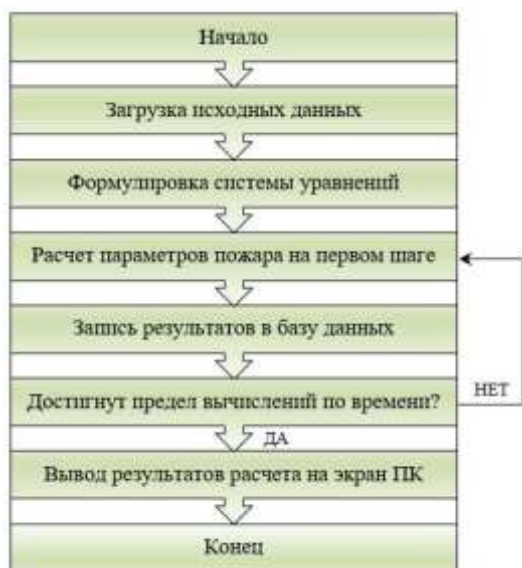 Начало
Загрузка исходных данных
Формулировка системы уравнений
Расчет параметров пожара на первом шаге
Запись результатов в базу данных
Достигнут предел вычислений по времени?
НЕТ
ДА
Вывод результатов расчета на экран ПК
Конец